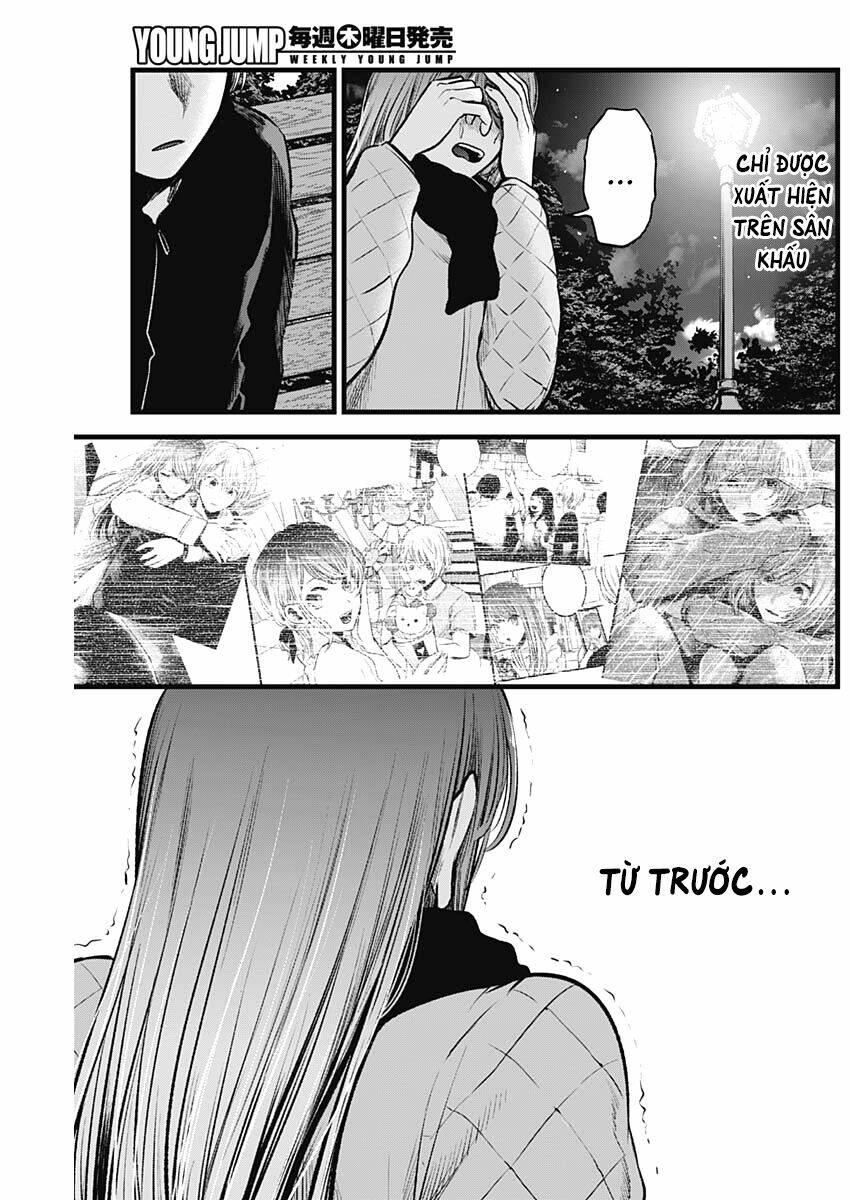 YOUNG JUMP 毎週木曜日発売
WEEKLY YOUNG JUMP
CHỈ ĐƯỢC
XUẤT HIỆN
TRÊN SÂN
KHẤU
...
TỪ TRƯỚC...